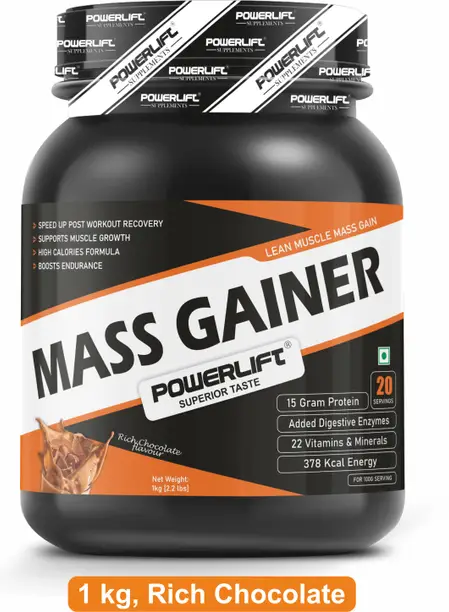 POWERLIFT
SUPPLEMENTS
POWERLIFT
SUPPLEMENTS
POWERLIFT
SUPPLEMENTS
POWERLIFT®
SUPPLEMENTS
SPEED UP POST WORKOUT RECOVERY
SUPPORTS MUSCLE GROWTH
HIGH CALORIES FORMULA
BOOSTS ENDURANCE
LEAN MUSCLE MASS GAIN
MASS GAINER
POWERLIFT®
SUPERIOR TASTE
15 Gram Protein
20
SERVINGS
Added Digestive Enzymes
22 Vitamins & Minerals
378 Kcal Energy
FOR 100G SERVING
Rich Chocolate
flavour
Net Weight:
1kg [2.2 lbs]
1 kg, Rich Chocolate